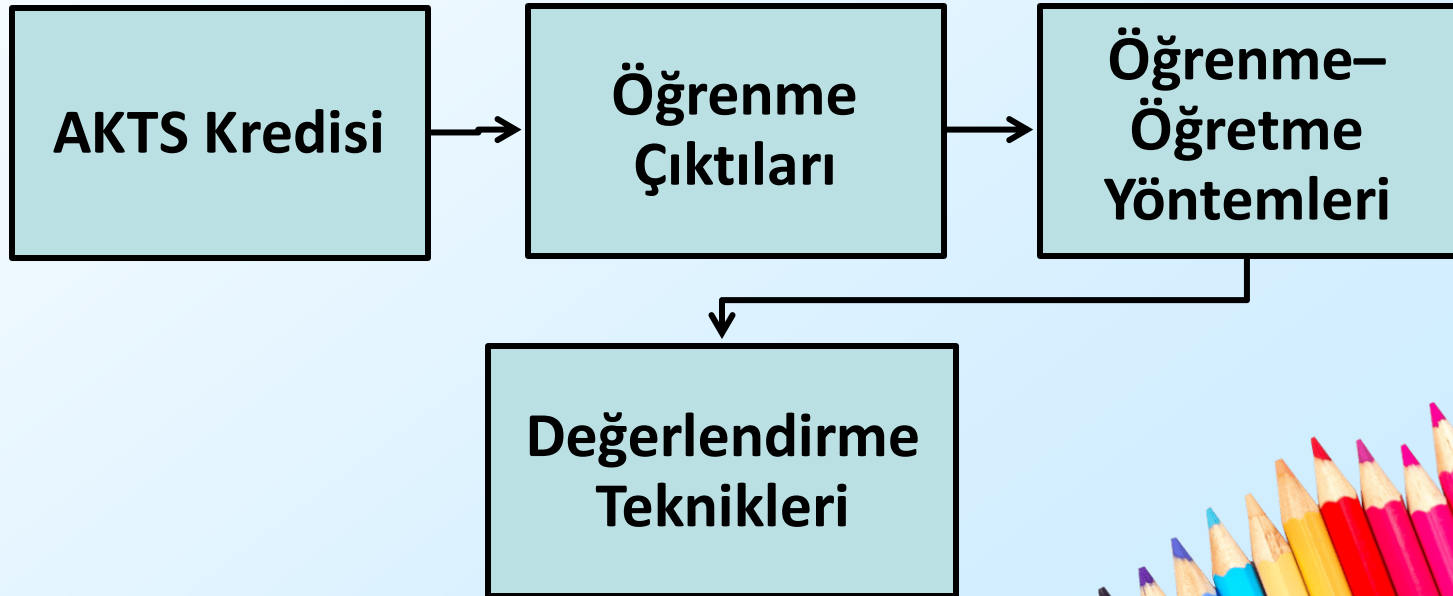 AKTS Kredisi
Öğrenme
Çıktıları
Öğrenme–
Öğretme
Yöntemleri
Değerlendirme
Teknikleri